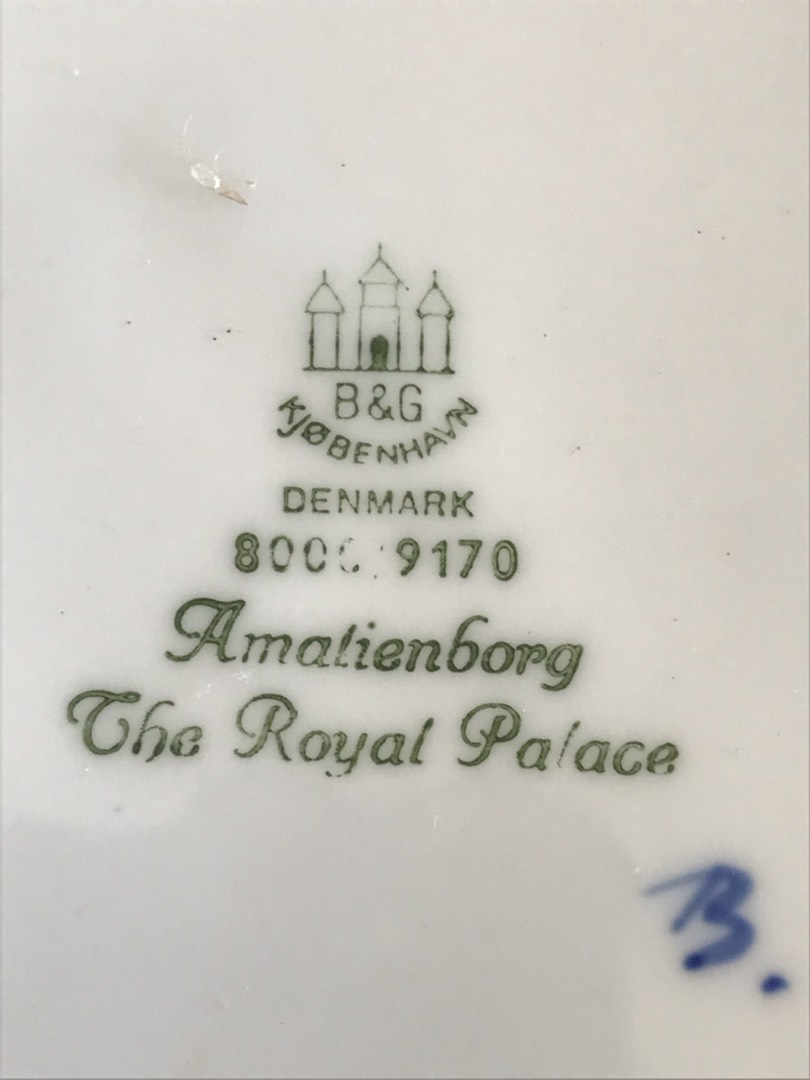 B&G
KJØBENHAVN
DENMARK
9170
Amalienborg
The Royal Palace
B.